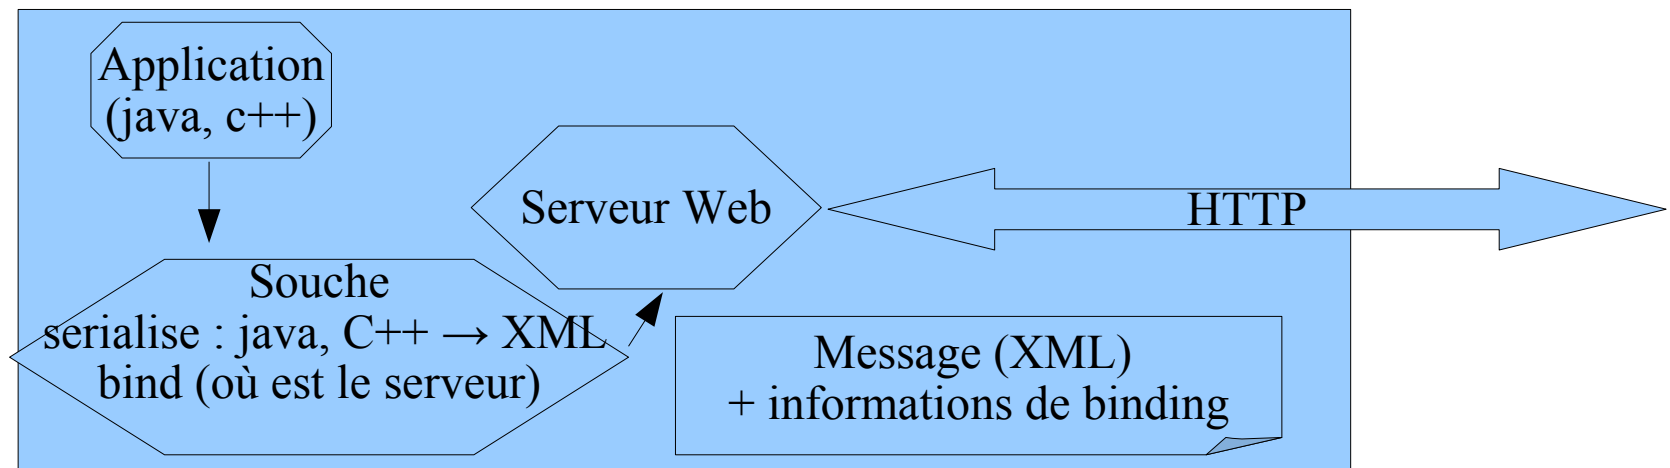 Application
(java, c++)
Serveur Web
HTTP
Souche
serialise : java, C++ → XML
bind (où est le serveur)
Message (XML)
+ informations de binding